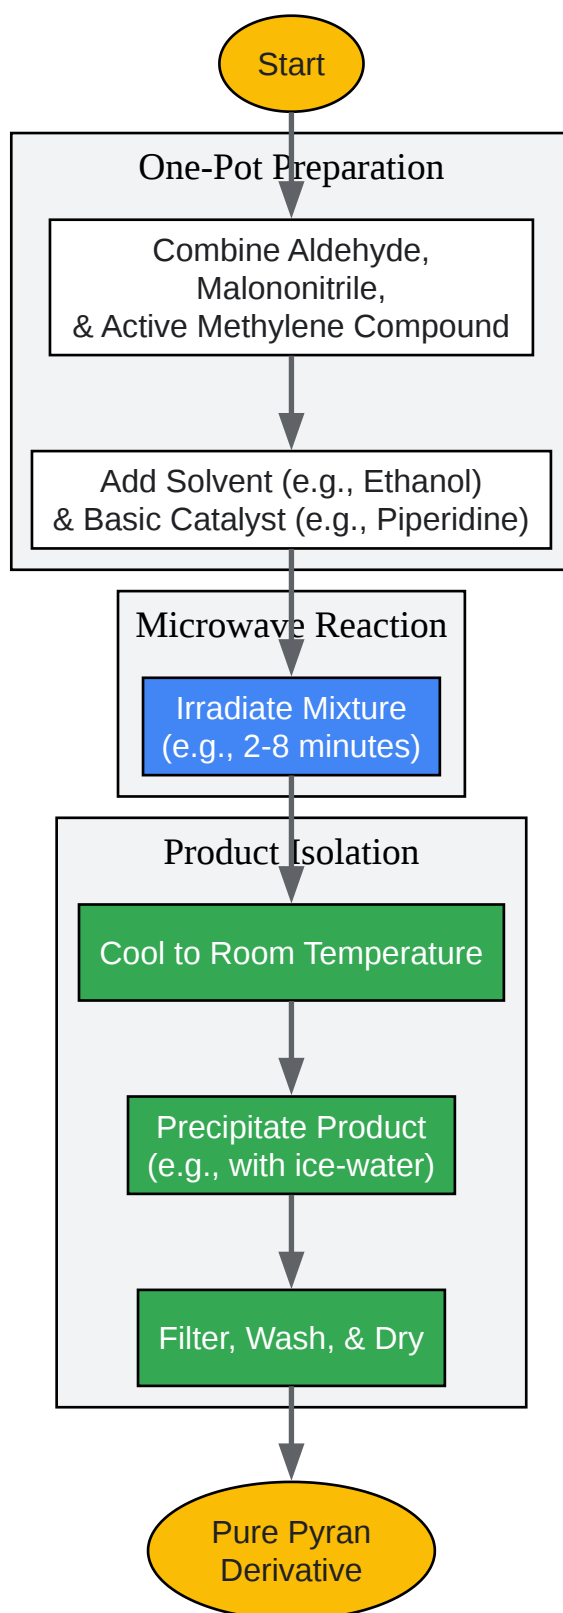 Start
One-Pot Preparation
Combine Aldehyde,
Malononitrile,
& Active Methylene Compound
Add Solvent (e.g., Ethanol)
& Basic Catalyst (e.g., Piperidine)
Microwave Reaction
Irradiate Mixture
(e.g., 2-8 minutes)
Product Isolation
Cool to Room Temperature
Precipitate Product
(e.g., with ice-water)
Filter, Wash, & Dry
Pure Pyran
Derivative